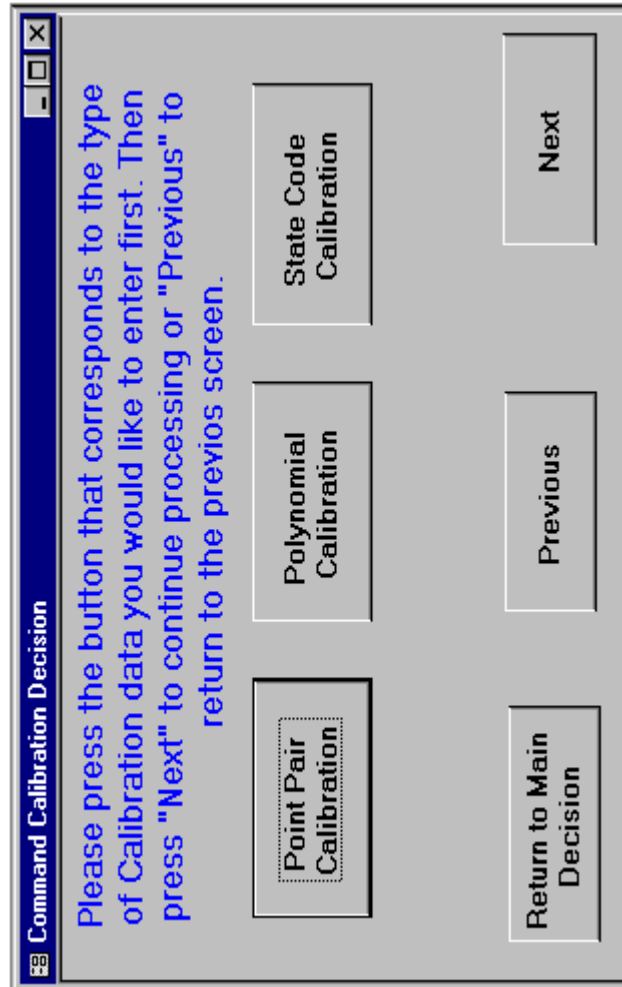 Command Calibration Decision
Please press the button that corresponds to the type
of Calibration data you would like to enter first. Then
press "Next" to continue processing or "Previous" to
return to the previos screen.
Point Pair
Calibration
Polynomial
Calibration
State Code
Calibration
Return to Main
Decision
Previous
Next